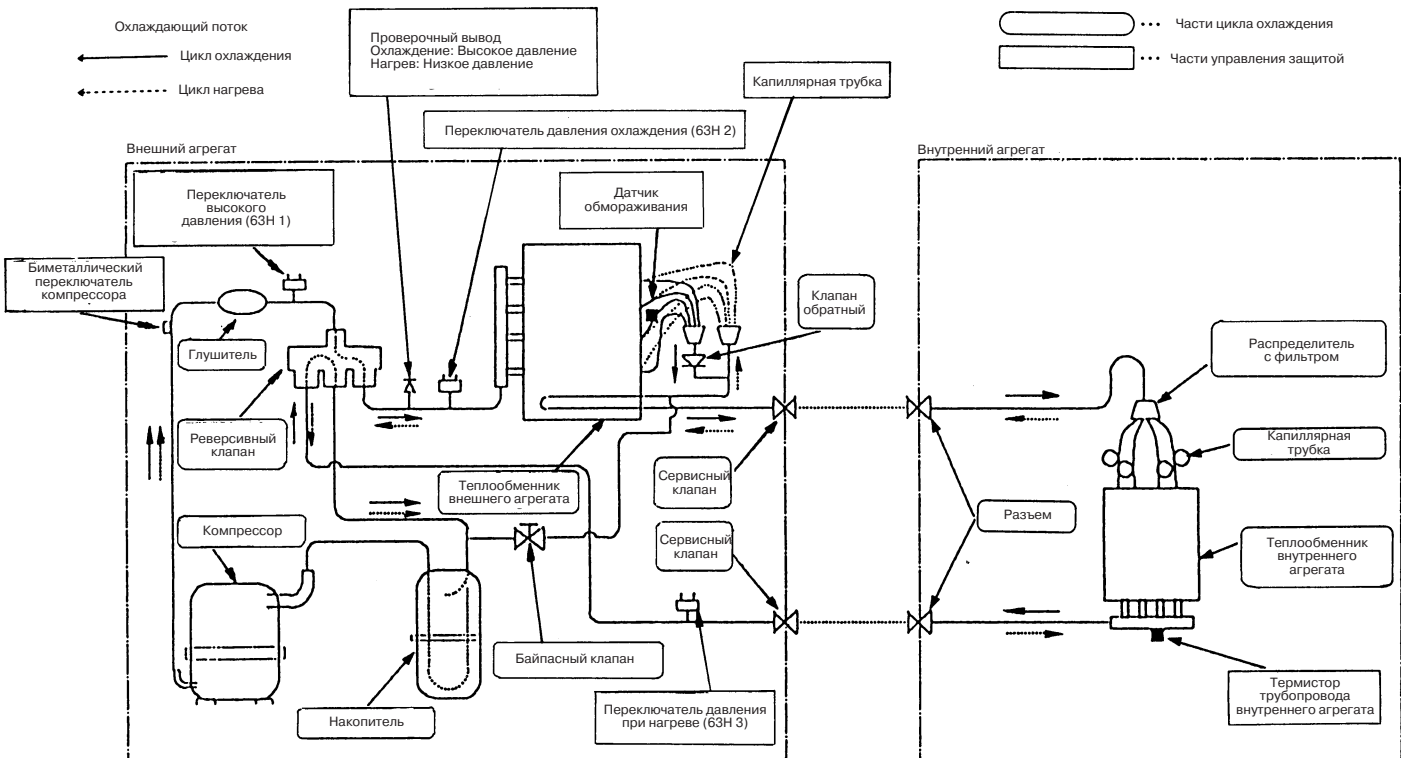 Охлаждающий поток
Цикл охлаждения
Цикл нагрева
Проверочный вывод
Охлаждение: Высокое давление
Нагрев: Низкое давление
Части цикла охлаждения
Части управления защитой
Капиллярная трубка
Переключатель давления охлаждения (63Н 2)
Внешний агрегат
Внутренний агрегат
Переключатель
высокого
давления (63Н 1)
Датчик
обмораживания
Биметаллический
переключатель
компрессора
Клапан
обратный
Глушитель
Распределитель
с фильтром
Реверсивный
клапан
Капиллярная
трубка
Теплообменник
внешнего агрегата
Сервисный
клапан
Разъем
Компрессор
Сервисный
клапан
Теплообменник
внутреннего
агрегата
Байпасный клапан
Накопитель
Переключатель давления
при нагреве (63Н 3)
Термистор
трубопровода
внутреннего агрегата